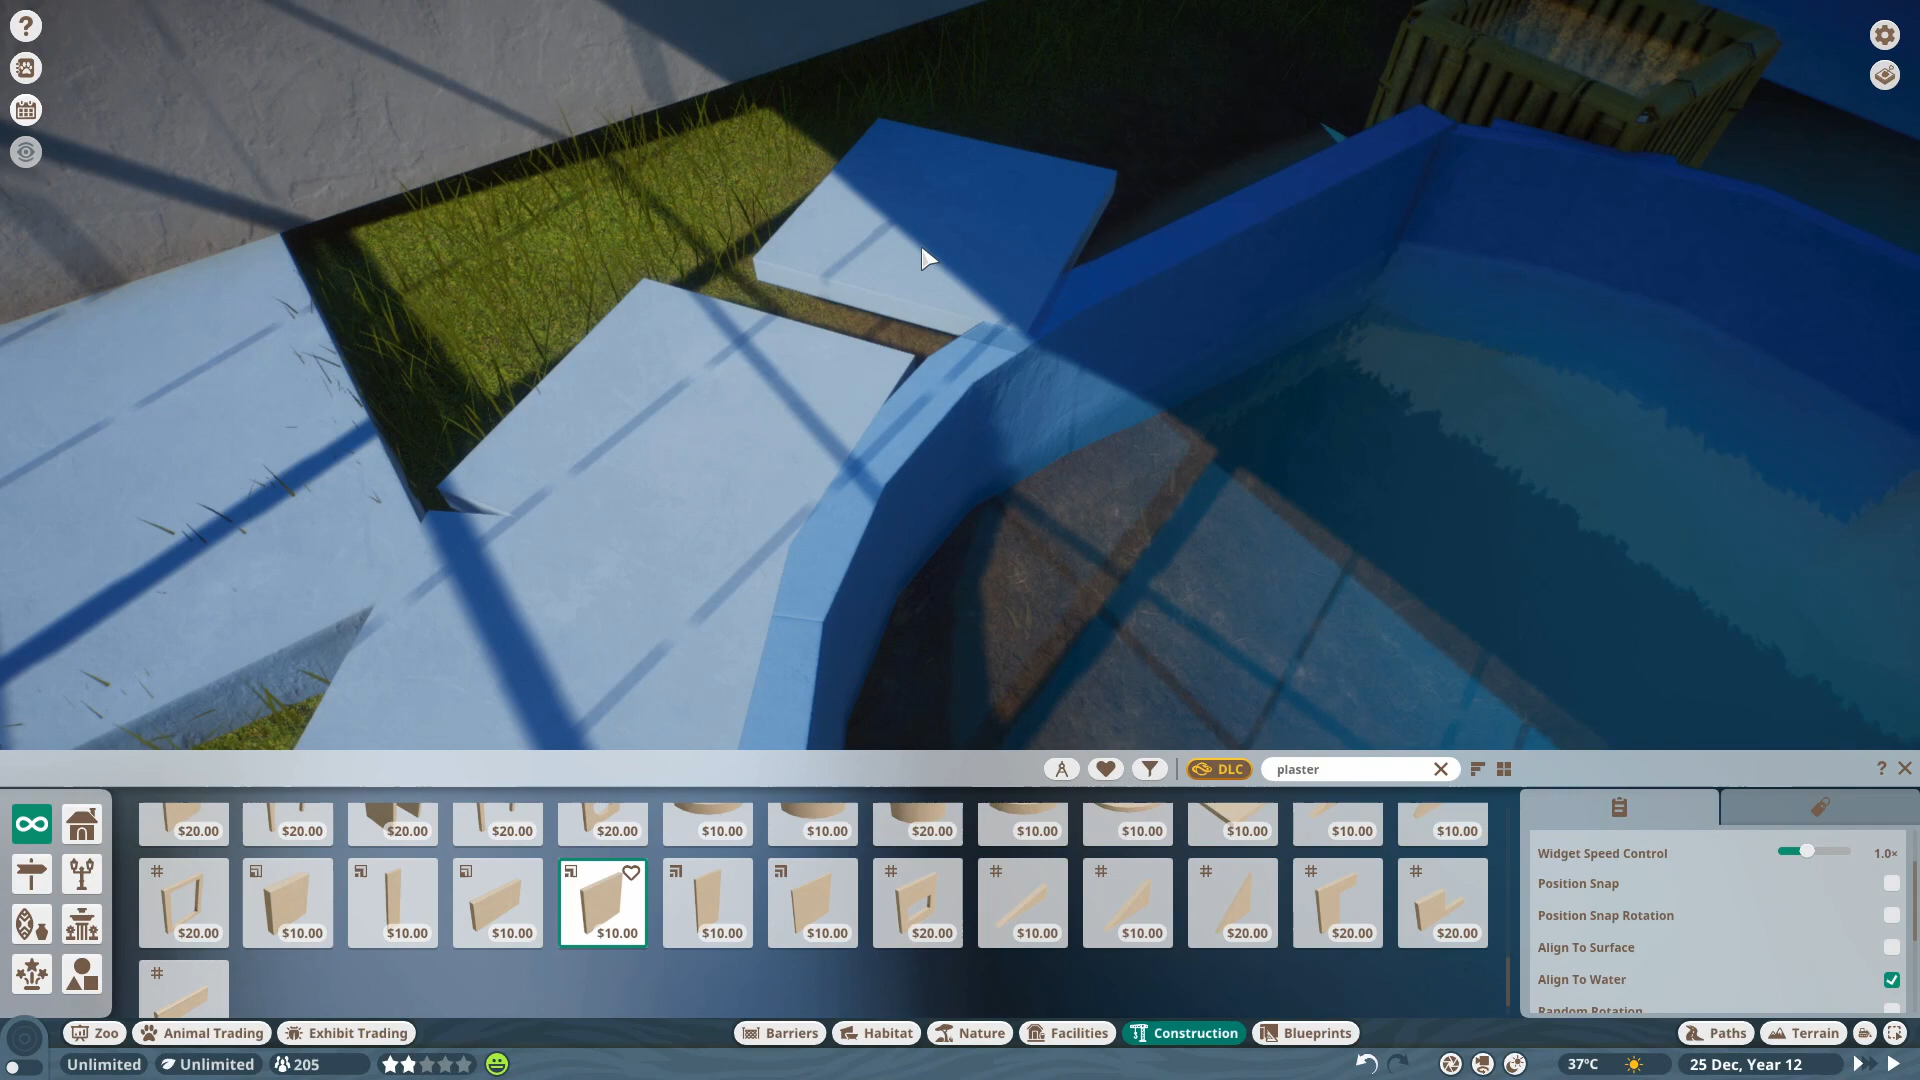 DLC
plaster
?
$20.00 $20.00 $20.00 $20.00 $20.00 $10.00 $10.00 $20.00 $10.00 $10.00 $10.00 $10.00 $10.00
$20.00 $10.00 $10.00 $10.00 $10.00 $10.00 $10.00 $20.00 $10.00 $10.00 $20.00 $20.00 $20.00
Widget Speed Control 1.0×
Position Snap
Position Snap Rotation
Align To Surface
Align To Water
Random Rotation
Zoo Animal Trading Exhibit Trading Barriers Habitat Nature Facilities Construction Blueprints Paths Terrain
Unlimited Unlimited 205 37°C 25 Dec, Year 12